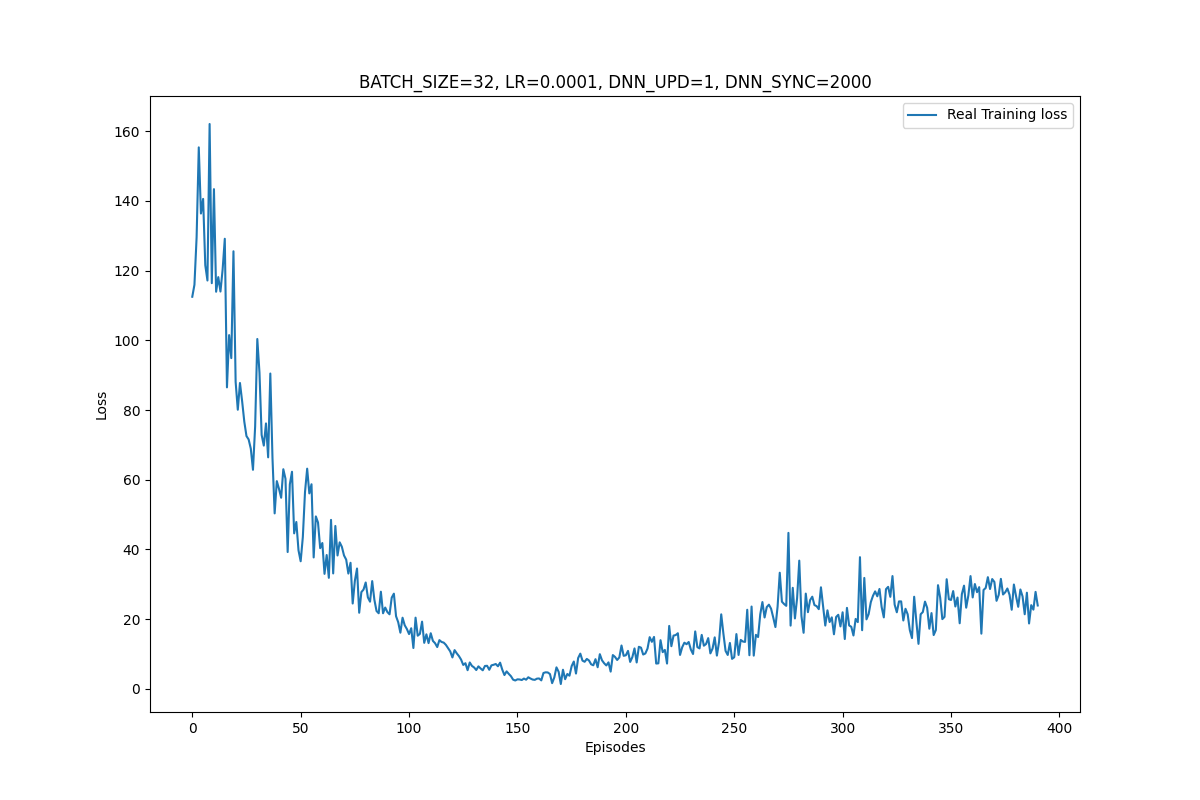 BATCH_SIZE=32, LR=0.0001, DNN_UPD=1, DNN_SYNC=2000
Real Training loss
160
140
120
100
80
60
40
20
0
Loss
0 50 100 150 200 250 300 350 400
Episodes